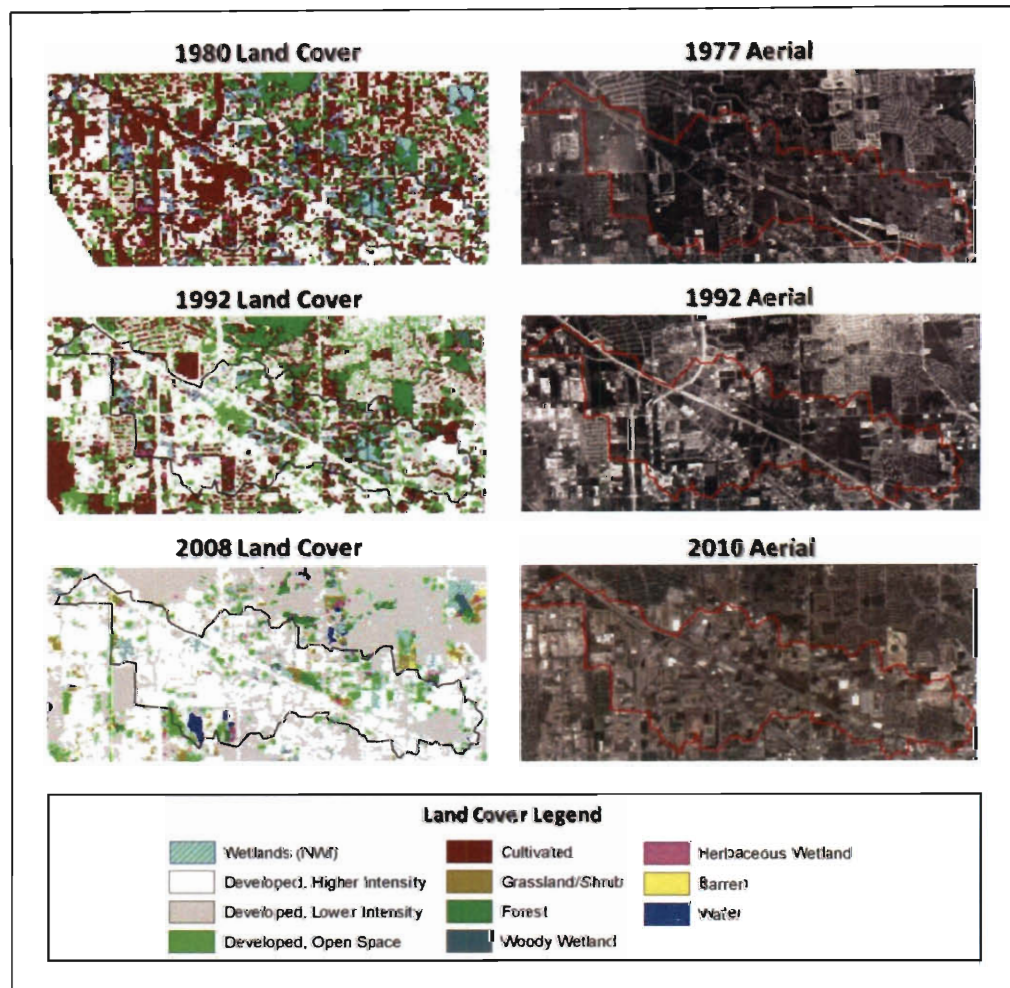 1980 Land Cover
1977 Aerial
1992 Land Cover
1992 Aerial
2008 Land Cover
2010 Aerial
Land Cover Legend
Wetlands (NWI)
Developed, Higher Intensity
Developed, Lower Intensity
Developed, Open Space
Cultivated
Grassland/Shrub
Forest
Woody Wetland
Herbaceous Wetland
Barren
Water